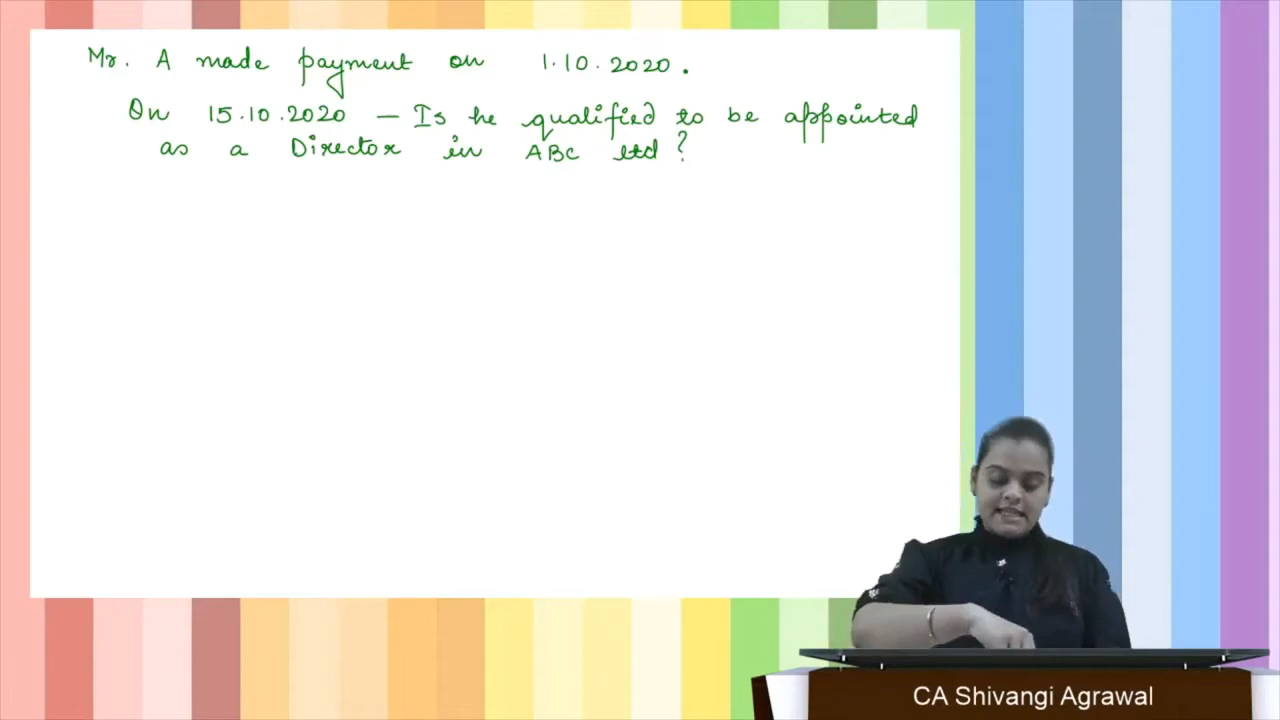 Mr. A made payment on 1.10.2020.
On 15.10.2020 — Is he qualified to be appointed
as a Director in ABC ltd?
CA Shivangi Agrawal